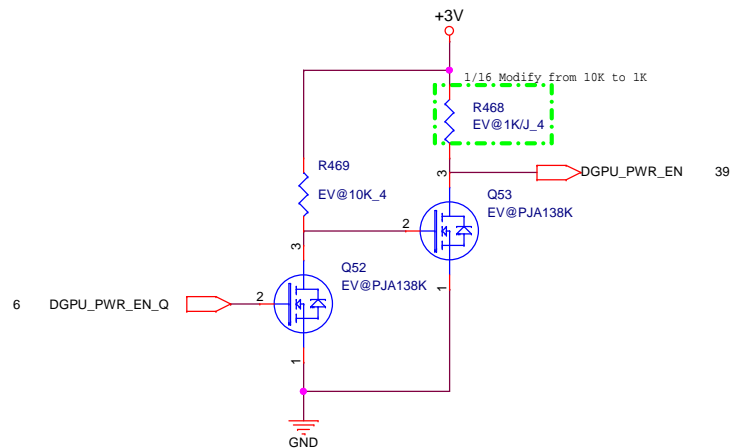 +3V
1/16 Modify from 10K to 1K
R468
EV@1K/J_4
R469
EV@10K_4
3
DGPU_PWR_EN 39
Q53
EV@PJA138K
2
3
1
Q52
EV@PJA138K
6 DGPU_PWR_EN_Q
2
1
GND